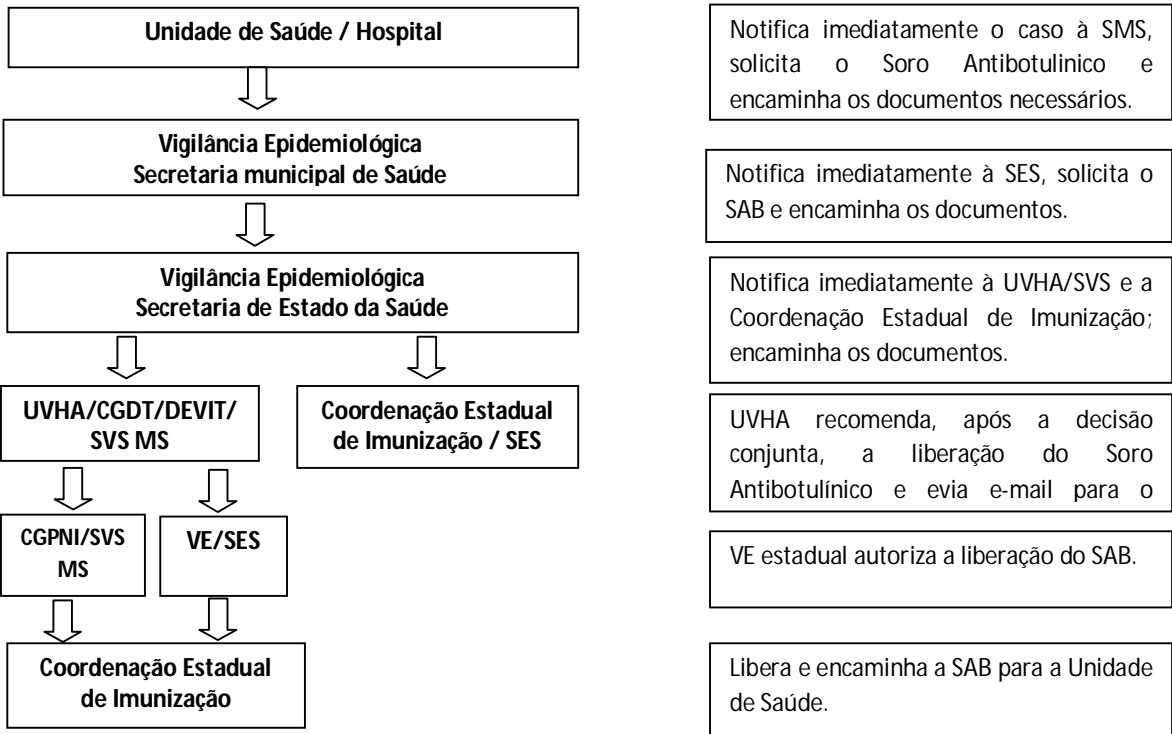 Unidade de Saúde / Hospital
Notifica imediatamente o caso à SMS,
solicita o Soro Antibotulinico e
encaminha os documentos necessários.
Vigilância Epidemiológica
Secretaria municipal de Saúde
Notifica imediatamente à SES, solicita o
SAB e encaminha os documentos.
Vigilância Epidemiológica
Secretaria de Estado da Saúde
Notifica imediatamente à UVHA/SVS e a
Coordenação Estadual de Imunização;
encaminha os documentos.
UVHA/CGDT/DEVIT/
SVS MS
Coordenação Estadual
de Imunização / SES
UVHA recomenda, após a decisão
conjunta, a liberação do Soro
Antibotulínico e evia e-mail para o
CGPNI/SVS
MS
VE/SES
VE estadual autoriza a liberação do SAB.
Coordenação Estadual
de Imunização
Libera e encaminha a SAB para a Unidade
de Saúde.